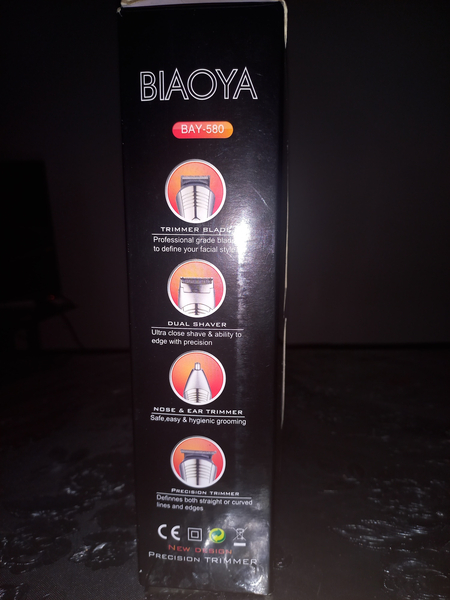 BIAOYA
BAY-580
TRIMMER BLADE
Professional grade blade
to define your facial style
DUAL SHAVER
Ultra close shave & ability to
edge with precision
NOSE & EAR TRIMMER
Safe,easy & hygienic grooming
PRECISION TRIMMER
Definnes both straight or curved
lines and edges
CE
NEW DESIGN
PRECISION TRIMMER